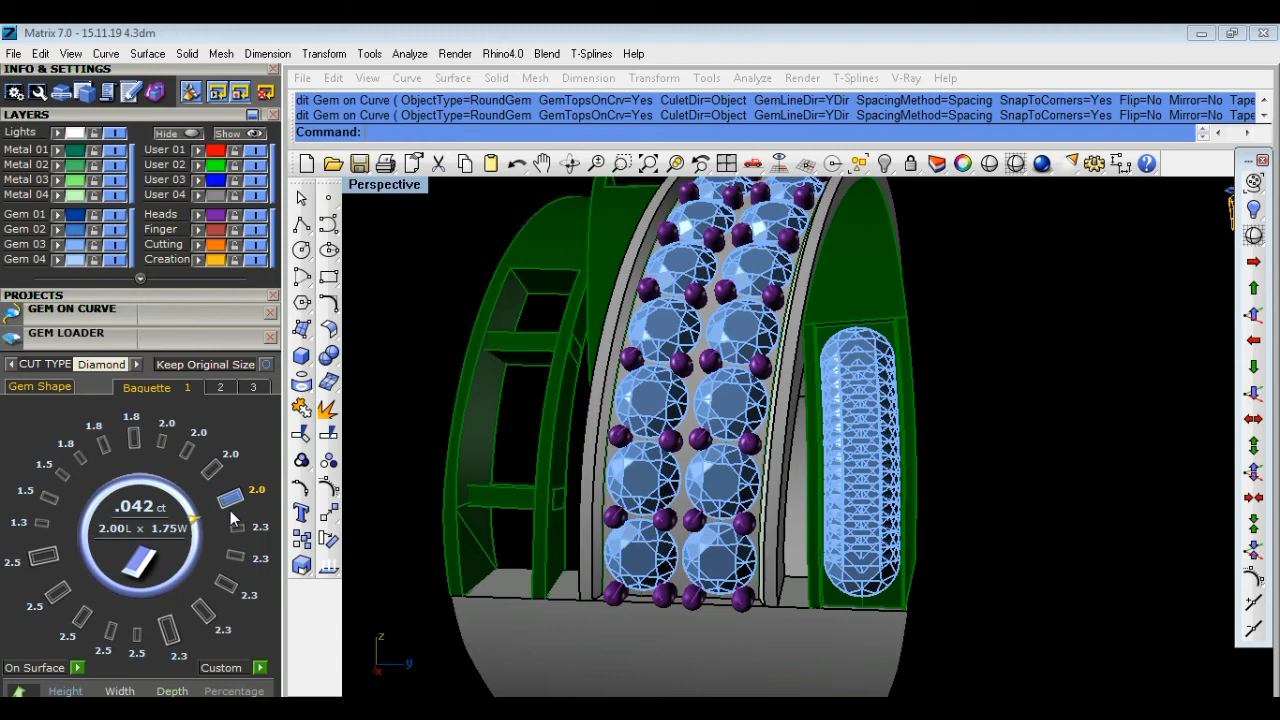 Matrix 7.0 - 15.11.19 4.3dm
File Edit View Curve Surface Solid Mesh Dimension Transform Tools Analyze Render Rhino4.0 Blend T-Splines Help
INFO & SETTINGS
File Edit View Curve Surface Solid Mesh Dimension Transform Tools Analyze Render T-Splines V-Ray Help
dit Gem on Curve ( ObjectType=RoundGem GemTopsOnCrv=Yes CuletDir=Object GemLineDir=YDir SpacingMethod=Spacing SnapToCorners=Yes Flip=No Mirror=No Tape
dit Gem on Curve ( ObjectType=RoundGem GemTopsOnCrv=Yes CuletDir=Object GemLineDir=YDir SpacingMethod=Spacing SnapToCorners=Yes Flip=No Mirror=No Tape
Command:
LAYERS
Lights Hide Show
Metal 01 User 01
Metal 02 User 02
Metal 03 User 03
Metal 04 User 04
Gem 01 Heads
Gem 02 Finger
Gem 03 Cutting
Gem 04 Creation
Perspective
PROJECTS
GEM ON CURVE
GEM LOADER
CUT TYPE Diamond Keep Original Size
Gem Shape Baguette 1 2 3
1.8
1.8 2.0
2.0
1.5 2.0
1.5 2.0
1.3 2.3
2.5 2.3
2.5 2.3
2.5 2.3
2.5 2.5 2.3
.042 ct
2.00L x 1.75W
On Surface Custom
Height Width Depth Percentage
z
y
x